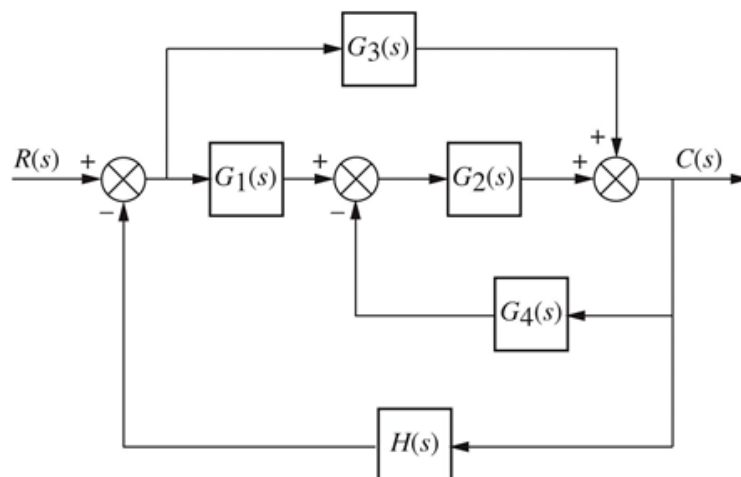 G3(s)
+
R(s) + G1(s) + G2(s) + C(s)
− −
G4(s)
H(s)